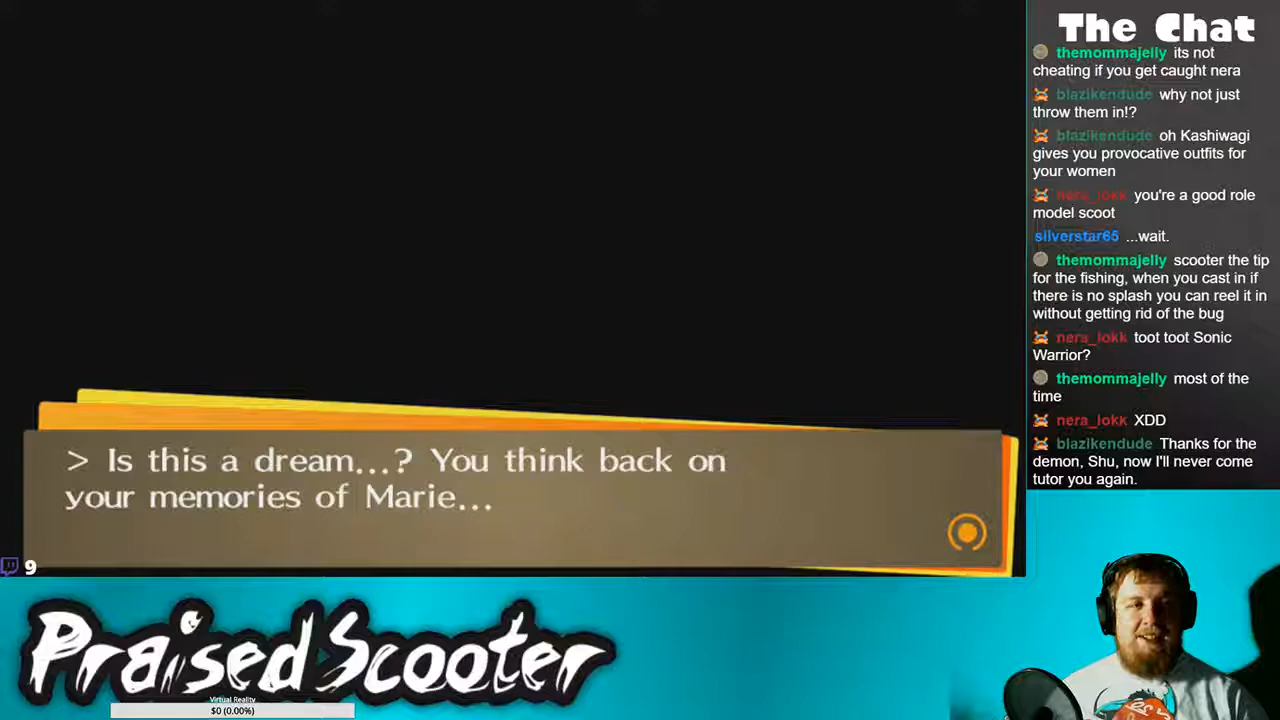 The Chat
themommajelly its not
cheating if you get caught nera
blazikendude why not just
throw them in!?
blazikendude oh Kashiwagi
gives you provocative outfits for
your women
nera_lokk you're a good role
model scoot
silverstar65 ...wait.
themommajelly scooter the tip
for the fishing, when you cast in if
there is no splash you can reel it in
without getting rid of the bug
nera_lokk toot toot Sonic
Warrior?
themommajelly most of the
time
nera_lokk XDD
blazikendude Thanks for the
demon, Shu, now I'll never come
tutor you again.
> Is this a dream...? You think back on
your memories of Marie...
9
PraisedScooter
Virtual Reality
$0 (0.00%)